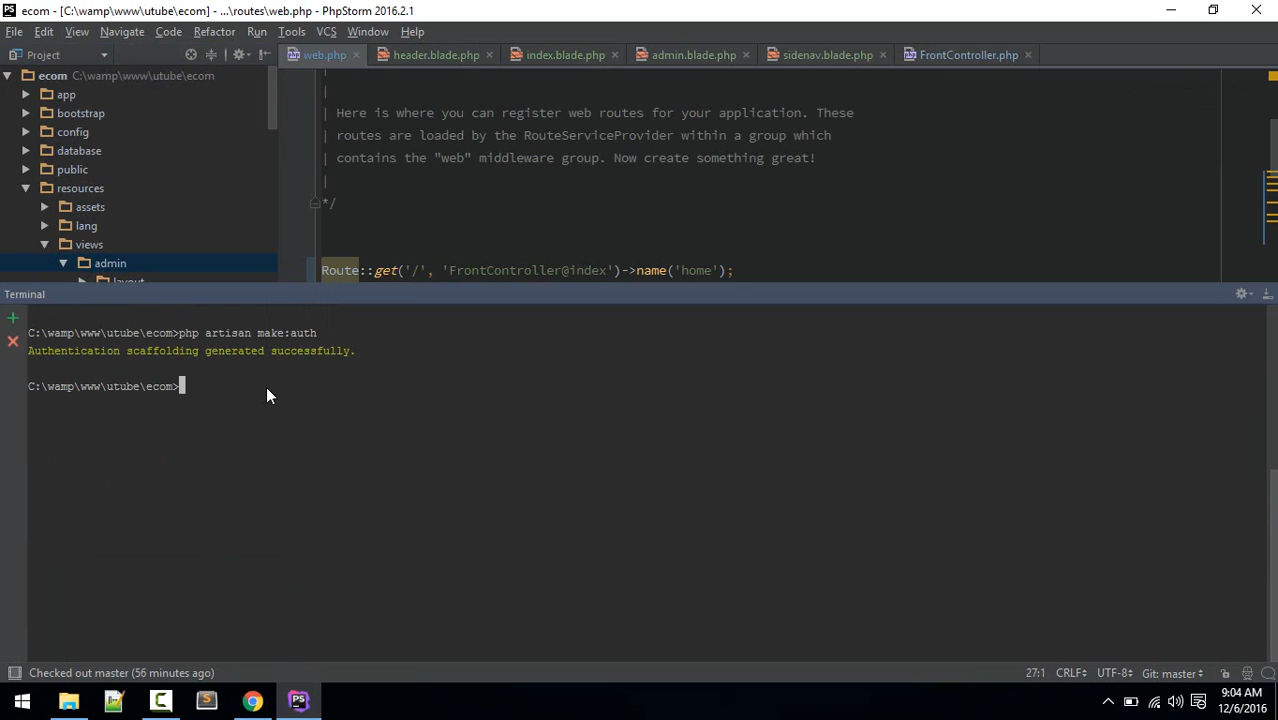 ecom - [C:\wamp\www\utube\ecom] - ...\routes\web.php - PhpStorm 2016.2.1
File Edit View Navigate Code Refactor Run Tools VCS Window Help
Project
web.php header.blade.php index.blade.php admin.blade.php sidenav.blade.php FrontController.php
ecom C:\wamp\www\utube\ecom
app
bootstrap
config
database
public
resources
assets
lang
views
admin
layout
|
| Here is where you can register web routes for your application. These
| routes are loaded by the RouteServiceProvider within a group which
| contains the "web" middleware group. Now create something great!
|
*/
Route::get('/', 'FrontController@index')->name('home');
Terminal
C:\wamp\www\utube\ecom>php artisan make:auth
Authentication scaffolding generated successfully.
C:\wamp\www\utube\ecom>
Checked out master (56 minutes ago)
27:1 CRLF UTF-8 Git: master
9:04 AM
12/6/2016